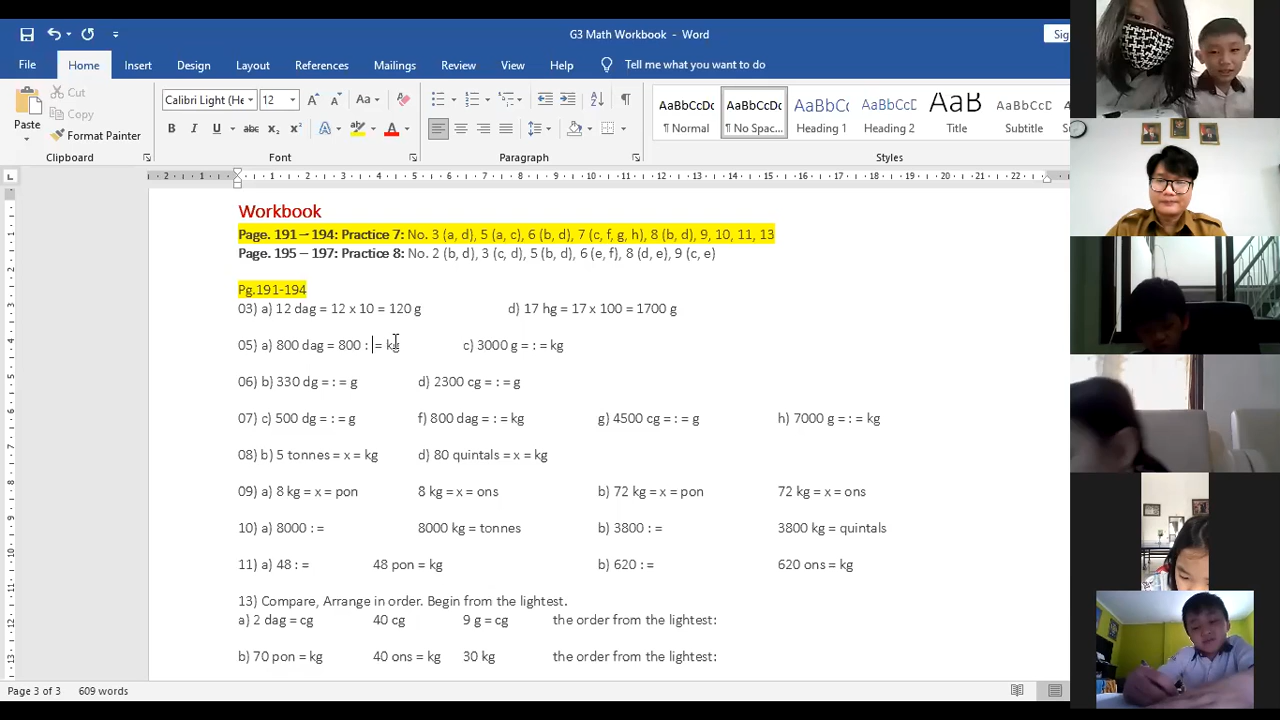 G3 Math Workbook - Word
Sig
File Home Insert Design Layout References Mailings Review View Help Tell me what you want to do
Paste
Cut
Copy
Format Painter
Calibri Light (He 12
AaBbCcDc ¶ Normal
AaBbCcDc ¶ No Spac...
AaBbCcI Heading 1
AaBbCcD Heading 2
AaB Title
AaBbCcD Subtitle
Clipboard Font Paragraph Styles
Workbook
Page. 191 – 194: Practice 7: No. 3 (a, d), 5 (a, c), 6 (b, d), 7 (c, f, g, h), 8 (b, d), 9, 10, 11, 13
Page. 195 – 197: Practice 8: No. 2 (b, d), 3 (c, d), 5 (b, d), 6 (e, f), 8 (d, e), 9 (c, e)
Pg.191-194
03) a) 12 dag = 12 x 10 = 120 g d) 17 hg = 17 x 100 = 1700 g
05) a) 800 dag = 800 : = kg c) 3000 g = : = kg
06) b) 330 dg = : = g d) 2300 cg = : = g
07) c) 500 dg = : = g f) 800 dag = : = kg g) 4500 cg = : = g h) 7000 g = : = kg
08) b) 5 tonnes = x = kg d) 80 quintals = x = kg
09) a) 8 kg = x = pon 8 kg = x = ons b) 72 kg = x = pon 72 kg = x = ons
10) a) 8000 : = 8000 kg = tonnes b) 3800 : = 3800 kg = quintals
11) a) 48 : = 48 pon = kg b) 620 : = 620 ons = kg
13) Compare, Arrange in order. Begin from the lightest.
a) 2 dag = cg 40 cg 9 g = cg the order from the lightest:
b) 70 pon = kg 40 ons = kg 30 kg the order from the lightest:
Page 3 of 3 609 words